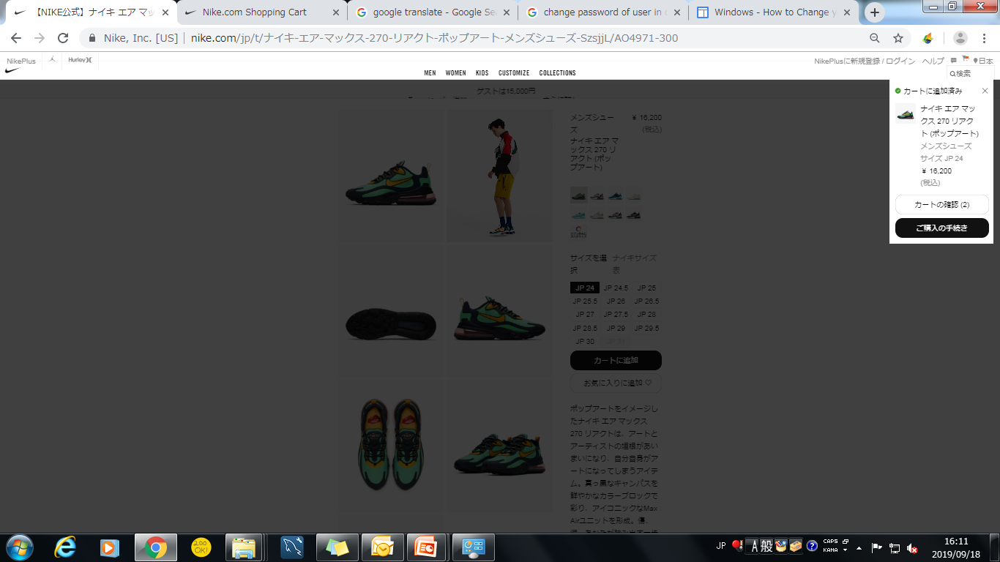 【NIKE公式】ナイキ エア マッ
Nike.com Shopping Cart
google translate - Google Se
change password of user in
Windows - How to Change y
Nike, Inc. [US]
nike.com/jp/t/ナイキ-エア-マックス-270-リアクト-ポップアート-メンズシューズ-SzsjjL/AO4971-300
NikePlus
Hurley
NikePlusに新規登録 / ログイン
ヘルプ
日本
MEN WOMEN KIDS CUSTOMIZE COLLECTIONS
検索
ゲストは15,000円
カートに追加済み
ナイキ エア マッ
クス 270 リアク
ト (ポップアート)
メンズシューズ
サイズ JP 24
¥ 16,200
(税込)
カートの確認 (2)
ご購入の手続き
メンズシュー
ズ
¥ 16,200
(税込)
ナイキ エア マ
ックス 270 リ
アクト (ポッ
プアート)
サイズを選
択
ナイキサイズ
表
JP 24 JP 24.5 JP 25
JP 25.5 JP 26 JP 26.5
JP 27 JP 27.5 JP 28
JP 28.5 JP 29 JP 29.5
JP 30
カートに追加
お気に入りに追加
ポップアートをイメージし
たナイキ エア マックス
270 リアクトは、アートと
アーティストの垣根があい
まいになり、自分自身がア
ートになってしまうアイテ
ム。真っ黒なキャンバスを
鮮やかなカラーブロックで
彩り、アイコニックなMax
Airユニットを形成。傷、
2:00
OK!
JP
A 般
CAPS
KANA
16:11
2019/09/18